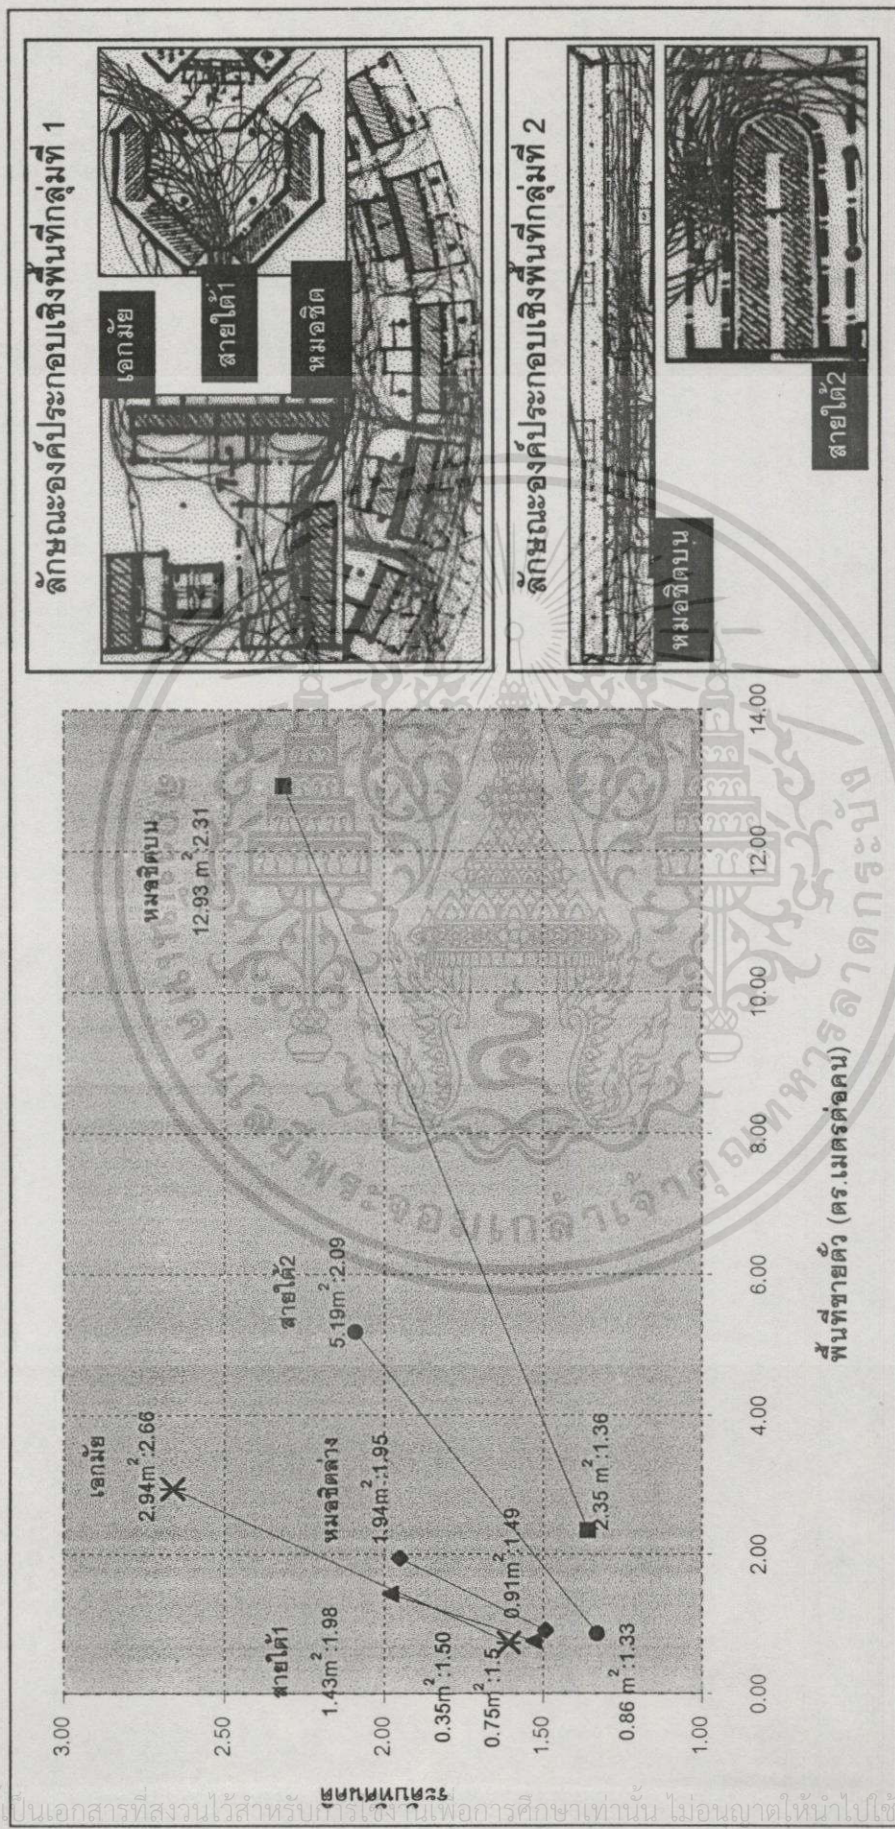 ลักษณะองค์ประกอบเชิงพื้นที่กลุ่มที่ 1
เอกมัย
สายใต้1
หมอชิต
ลักษณะองค์ประกอบเชิงพื้นที่กลุ่มที่ 2
หมอชิตบน
สายใต้2
ระดับทัศนคติ
3.00
2.50
2.00
1.50
1.00
0.00
2.00
4.00
6.00
8.00
10.00
12.00
14.00
พื้นที่ขายตั๋ว (ตร.เมตรต่อคน)
เอกมัย
2.94m²:2.66
หมอชิตบน
12.93 m²:2.31
สายใต้2
5.19m²:2.09
หมอชิตล่าง
1.94m²:1.95
สายใต้1
1.43m²:1.98
0.35m²:1.50
0.75m²:1.5
0.91m²:1.49
0.86 m²:1.33
2.35 m²:1.36
เป็นเอกสารที่สงวนไว้สำหรับการใช้งานเพื่อการศึกษาเท่านั้น ไม่อนุญาตให้นำไปใช้